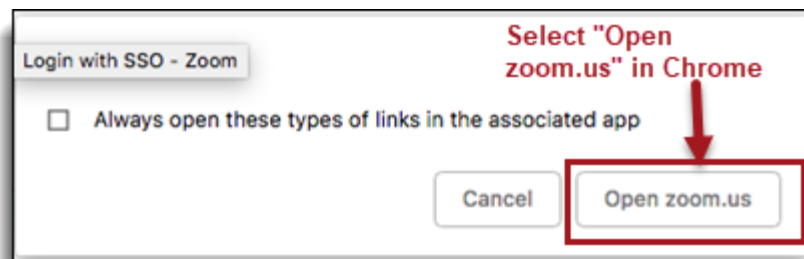 Select "Open
zoom.us" in Chrome
Login with SSO - Zoom
Always open these types of links in the associated app
Cancel
Open zoom.us